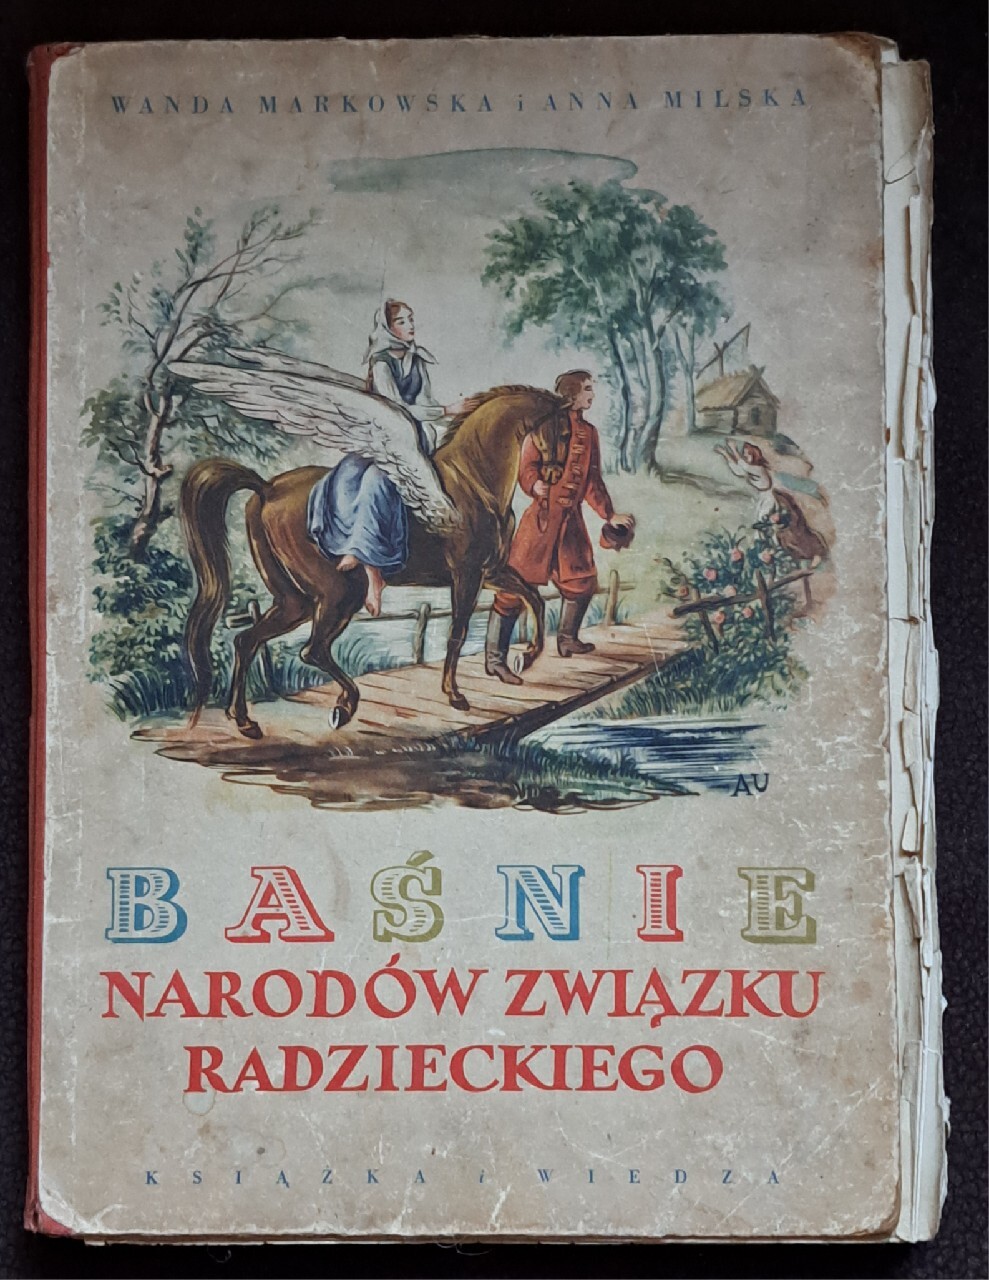 WANDA MARKOWSKA i ANNA MILSKA
AU
BAŚNIE
NARODÓW ZWIĄZKU
RADZIECKIEGO
KSIĄŻKA i WIEDZA